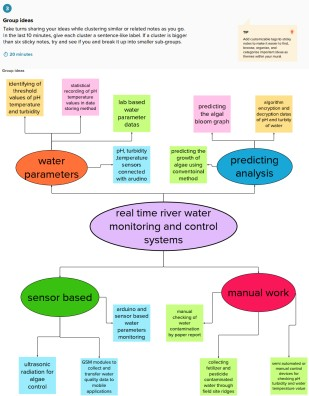 3
Group ideas
Take turns sharing your ideas while clustering similar or related notes as you go.
In the last 10 minutes, give each cluster a sentence-like label. If a cluster is bigger
than six sticky notes, try and see if you and break it up into smaller sub-groups.
20 minutes
TIP
Add customizable tags to sticky
notes to make it easier to find,
browse, organize, and
categorize important ideas as
themes within your mural.
Group ideas
identifying of
threshold
values of pH
temperature
and turbidity
statistical
recording of pH
temperature
values in data
storing method
lab based
water
parameter
datas
predicting
the algal
bloom graph
algorithm
encryption and
decryption dates
of pH and turbity
of water
water
parameters
pH, turbidity
,temperature
sensors
connected
with arudino
predicting the
growth of
algae using
conventional
method
predicting
analysis
real time river water
monitoring and control
systems
sensor based
manual work
arduino and
sensor based
water
parameters
monitoring
manual
checking of
water
contamination
by paper report
ultrasonic
radiation for
algae
control
GSM modules to
collect and
transfer water
quality data to
mobile
applications
collecting
fetilizer and
pesticide
contaminated
water through
field site ridges
semi automated or
manual control
devices for
checking pH
turbidity and water
temperature value